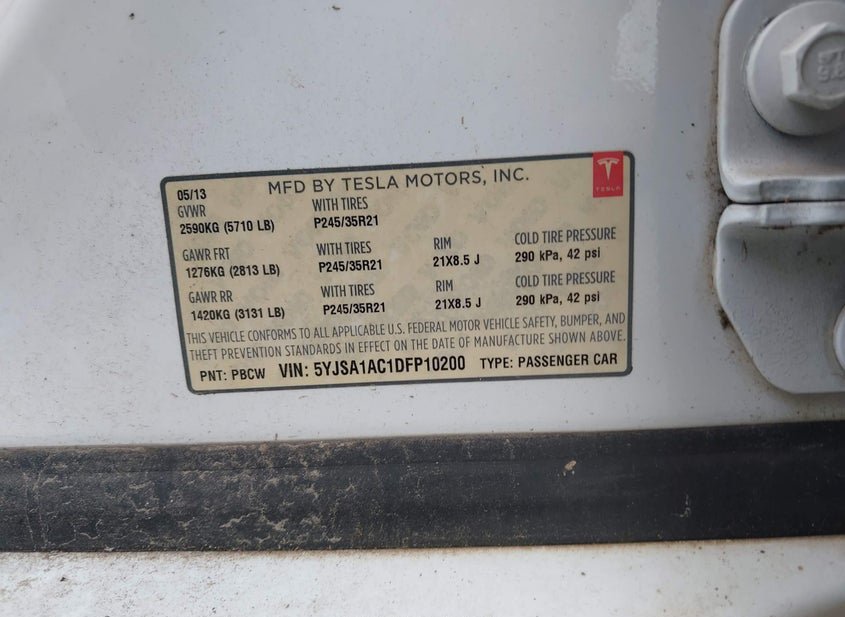 05/13 MFD BY TESLA MOTORS, INC.
TESLA
GVWR WITH TIRES
2590KG (5710 LB) P245/35R21
GAWR FRT WITH TIRES RIM COLD TIRE PRESSURE
1276KG (2813 LB) P245/35R21 21X8.5 J 290 kPa, 42 psi
GAWR RR WITH TIRES RIM COLD TIRE PRESSURE
1420KG (3131 LB) P245/35R21 21X8.5 J 290 kPa, 42 psi
THIS VEHICLE CONFORMS TO ALL APPLICABLE U.S. FEDERAL MOTOR VEHICLE SAFETY, BUMPER, AND
THEFT PREVENTION STANDARDS IN EFFECT ON THE DATE OF MANUFACTURE SHOWN ABOVE.
PNT: PBCW VIN: 5YJSA1AC1DFP10200 TYPE: PASSENGER CAR